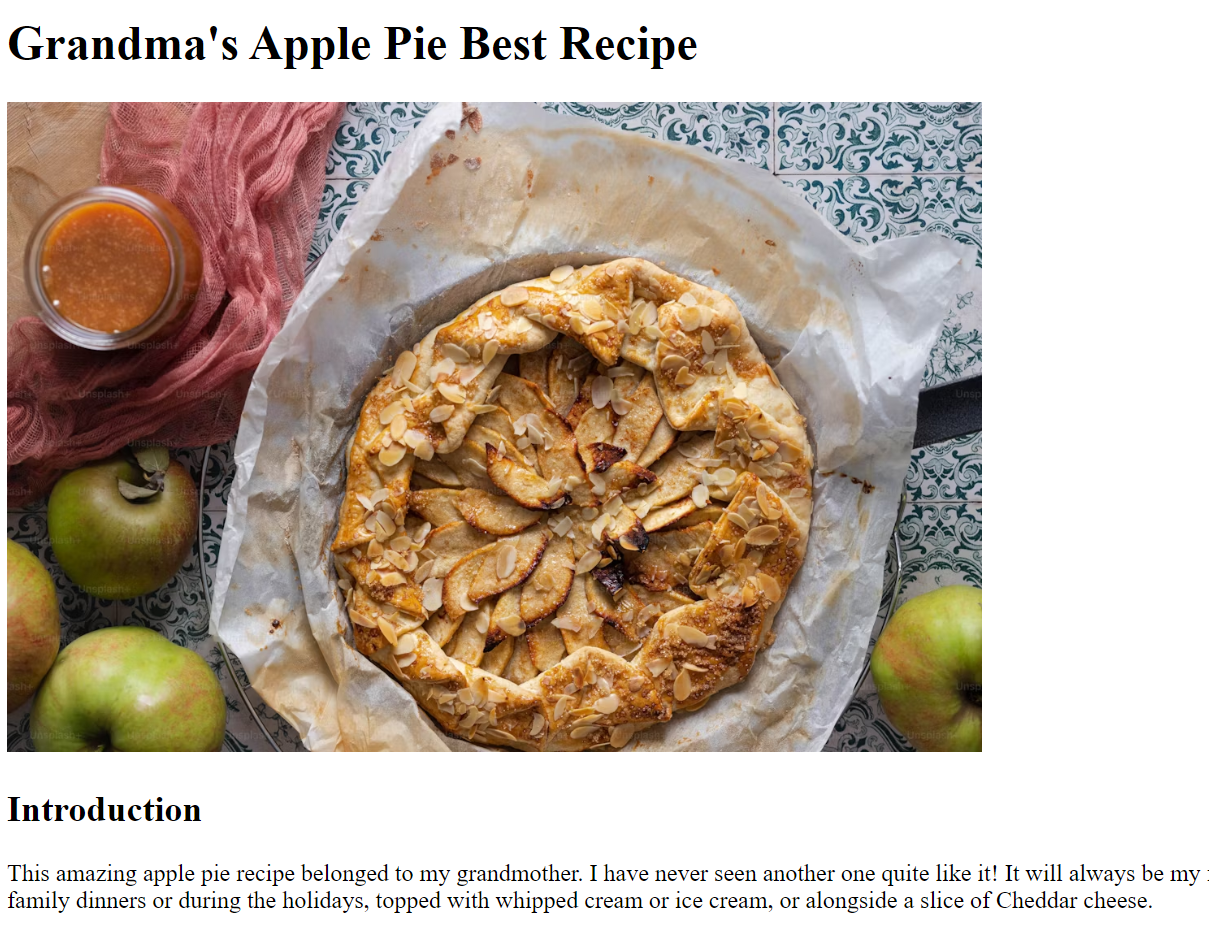 Grandma's Apple Pie Best Recipe
Unsplash+
Introduction
This amazing apple pie recipe belonged to my grandmother. I have never seen another one quite like it! It will always be my
family dinners or during the holidays, topped with whipped cream or ice cream, or alongside a slice of Cheddar cheese.